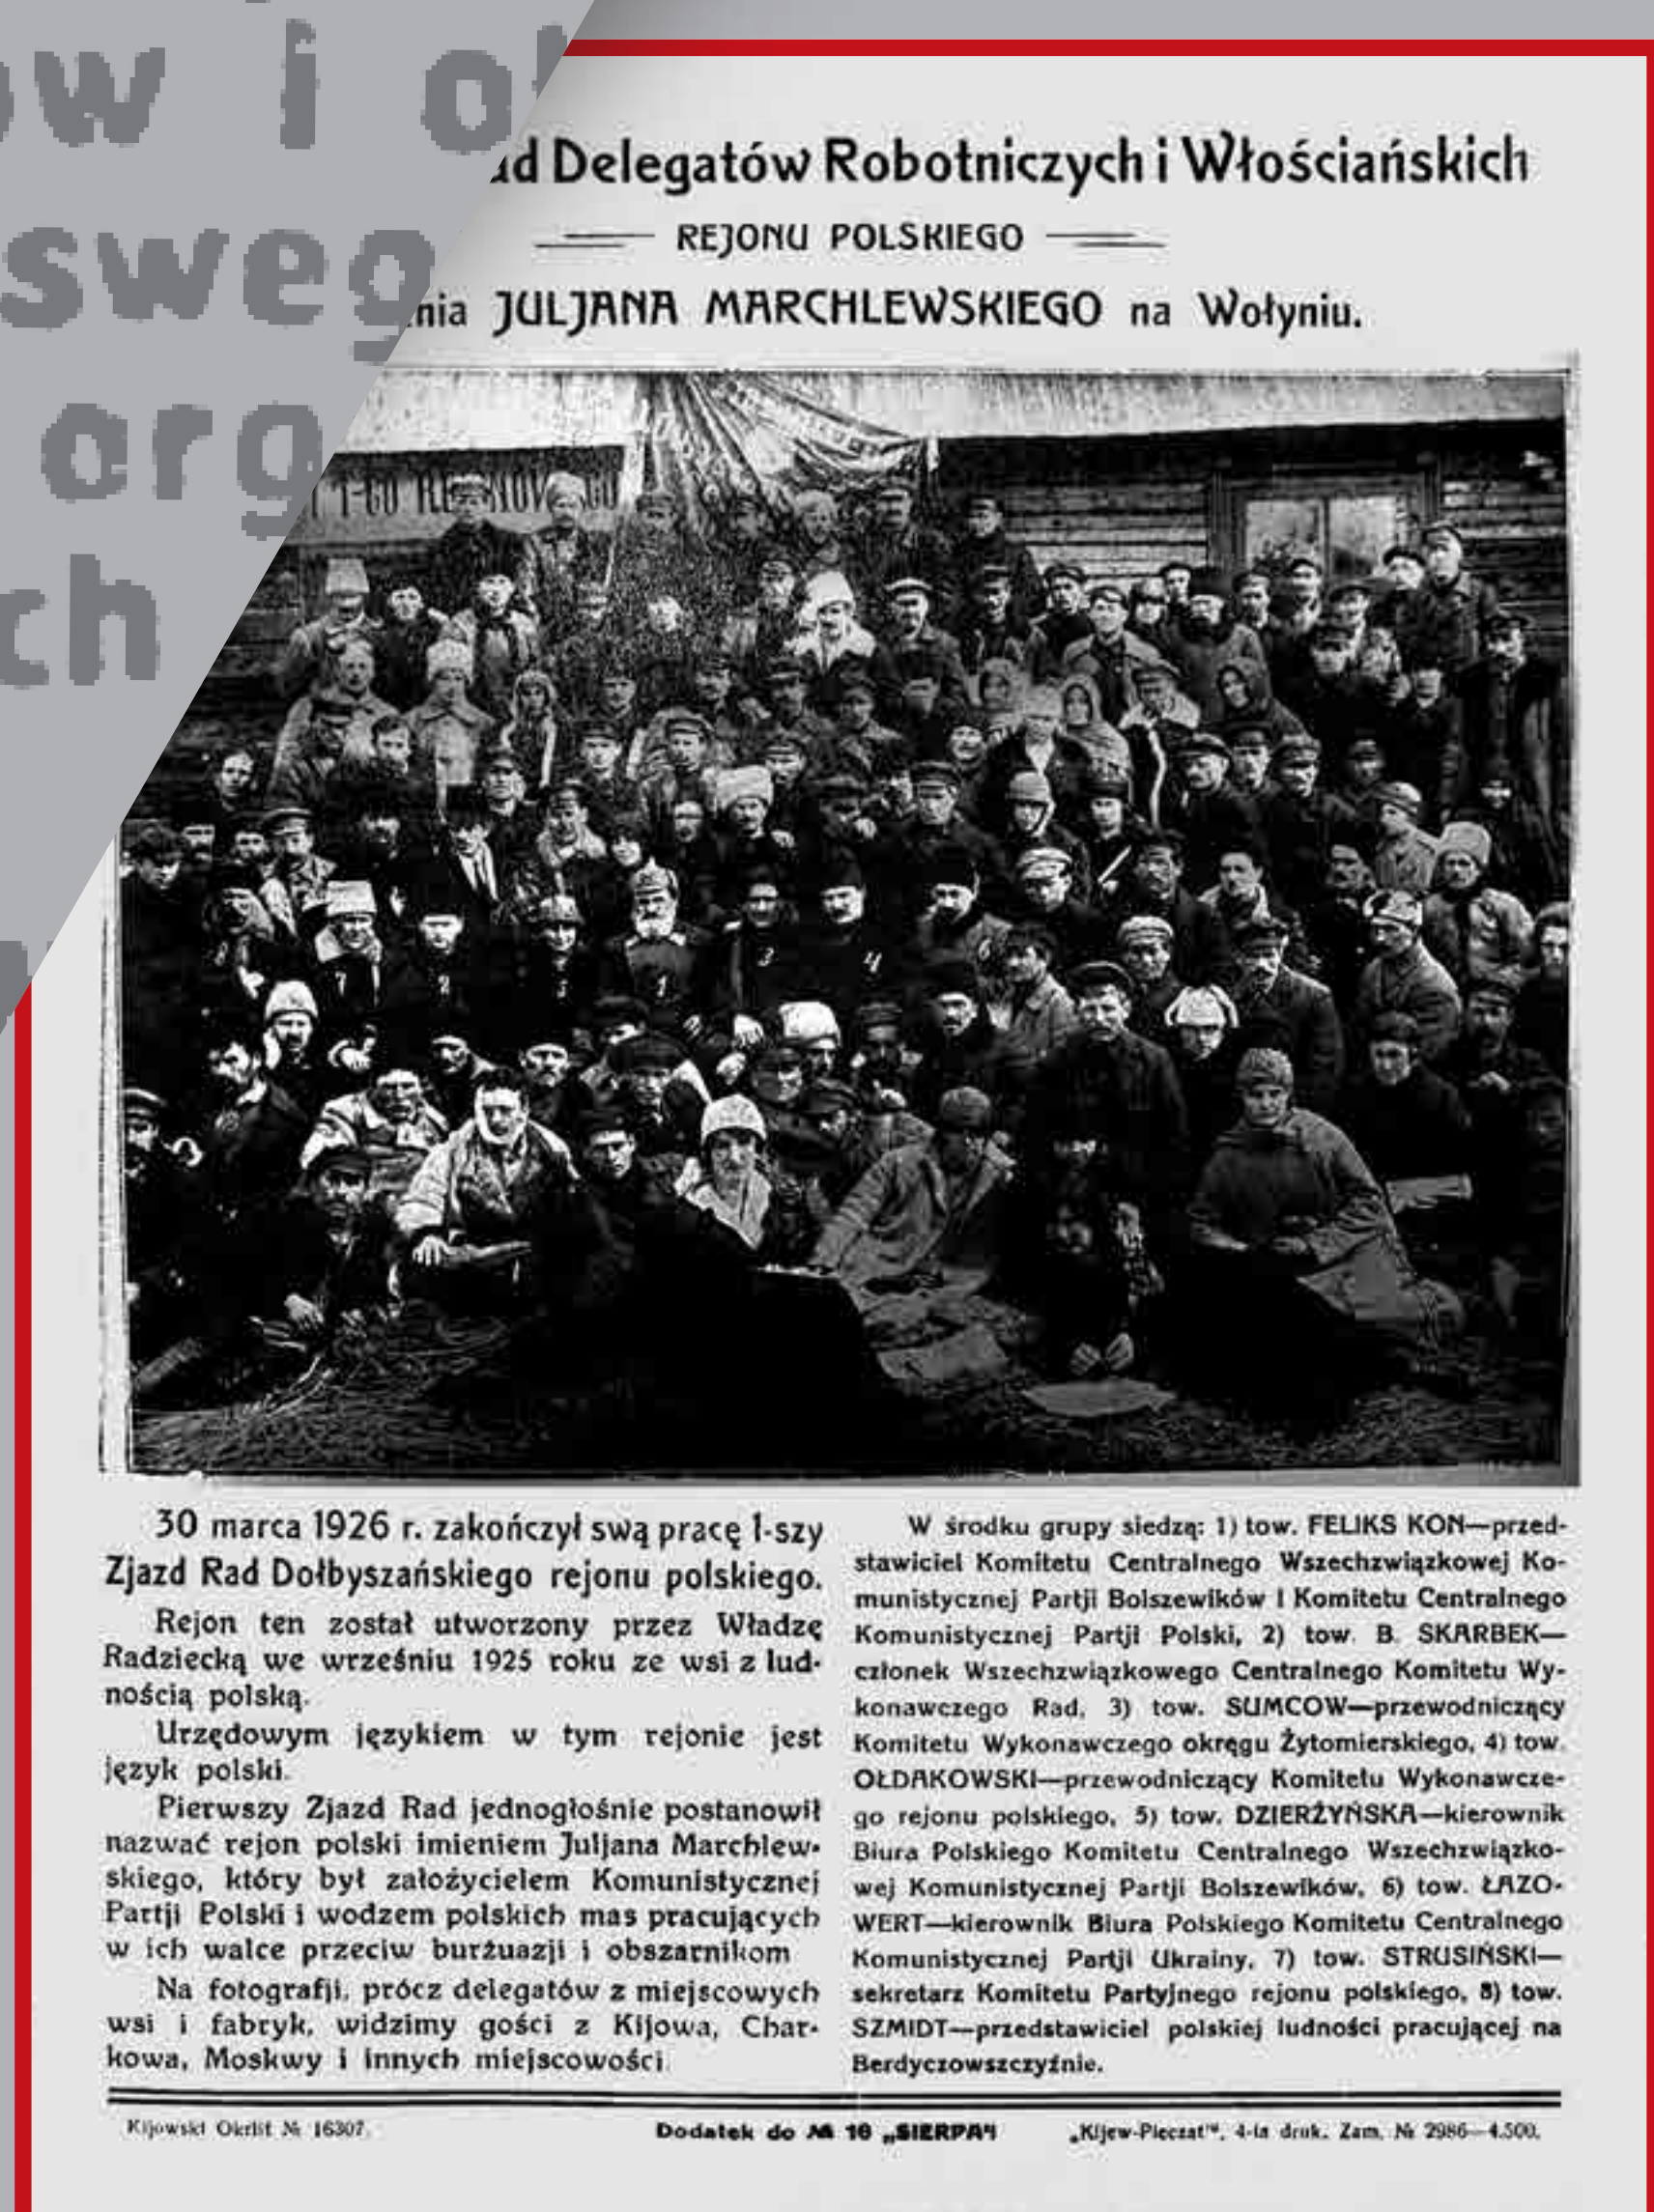 w i
sweg
org
ch
Delegatów Robotniczych i Włościańskich
REJONU POLSKIEGO
JULJANA MARCHLEWSKIEGO na Wołyniu.
7 2 5 1 3 4
30 marca 1926 r. zakończył swą pracę 1-szy
Zjazd Rad Dołbyszańskiego rejonu polskiego.
Rejon ten został utworzony przez Władzę
Radziecką we wrześniu 1925 roku ze wsi z lud-
nością polską.
Urzędowym językiem w tym rejonie jest
język polski.
Pierwszy Zjazd Rad jednogłośnie postanowił
nazwać rejon polski imieniem Juljana Marchlew-
skiego, który był założycielem Komunistycznej
Partji Polski i wodzem polskich mas pracujących
w ich walce przeciw burżuazji i obszarnikom
Na fotografji, prócz delegatów z miejscowych
wsi i fabryk, widzimy gości z Kijowa, Char-
kowa, Moskwy i innych miejscowości.
W środku grupy siedzą: 1) tow. FELIKS KON—przed-
stawiciel Komitetu Centralnego Wszechzwiązkowej Ko-
munistycznej Partji Bolszewików i Komitetu Centralnego
Komunistycznej Partji Polski, 2) tow. B. SKARBEK—
członek Wszechzwiązkowego Centralnego Komitetu Wy-
konawczego Rad, 3) tow. SUMCOW—przewodniczący
Komitetu Wykonawczego okręgu Żytomierskiego, 4) tow.
OŁDAKOWSKI—przewodniczący Komitetu Wykonawcze-
go rejonu polskiego, 5) tow. DZIERŻYŃSKA—kierownik
Biura Polskiego Komitetu Centralnego Wszechzwiązko-
wej Komunistycznej Partji Bolszewików, 6) tow. ŁAZO-
WERT—kierownik Biura Polskiego Komitetu Centralnego
Komunistycznej Partji Ukrainy, 7) tow. STRUSIŃSKI—
sekretarz Komitetu Partyjnego rejonu polskiego, 8) tow.
SZMIDT—przedstawiciel polskiej ludności pracującej na
Berdyczowszczyźnie.
Kijowski Okrlit № 16307.
Dodatek do № 10 „SIERPA"
„Kijew-Pieczat'", 4-ta druk. Zam. № 2986—4.500.